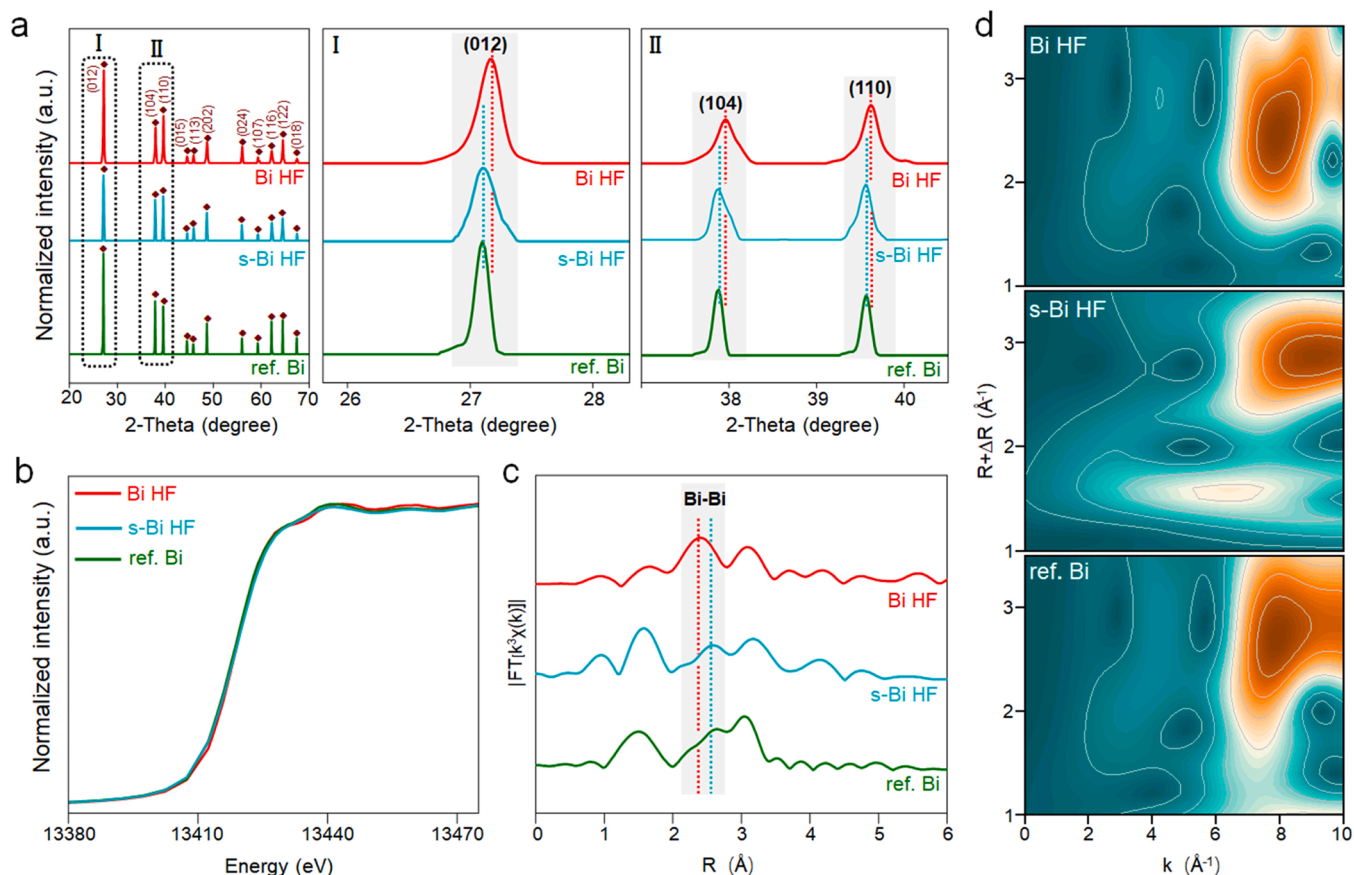 a
Normalized intensity (a.u.)
I
II
(012)
(104)
(110)
(015)
(113)
(202)
(024)
(107)
(116)
(122)
(018)
Bi HF
s-Bi HF
ref. Bi
20 30 40 50 60 70
2-Theta (degree)
I
(012)
Bi HF
s-Bi HF
ref. Bi
26 27 28
2-Theta (degree)
II
(104)
(110)
Bi HF
s-Bi HF
ref. Bi
38 39 40
2-Theta (degree)
b
Normalized intensity (a.u.)
Bi HF
s-Bi HF
ref. Bi
13380 13410 13440 13470
Energy (eV)
c
|FT[k³χ(k)]|
Bi-Bi
Bi HF
s-Bi HF
ref. Bi
0 1 2 3 4 5 6
R (Å)
d
R+ΔR (Å⁻¹)
Bi HF
3
2
1
s-Bi HF
3
2
1
ref. Bi
3
2
1
0 2 4 6 8 10
k (Å⁻¹)